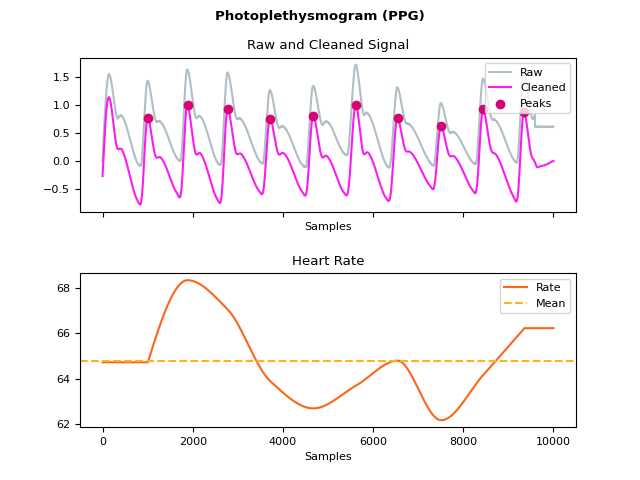 Photoplethysmogram (PPG)
Raw and Cleaned Signal
1.5
1.0
0.5
0.0
−0.5
Raw
Cleaned
Peaks
Samples
Heart Rate
68
66
64
62
Rate
Mean
0
2000
4000
6000
8000
10000
Samples